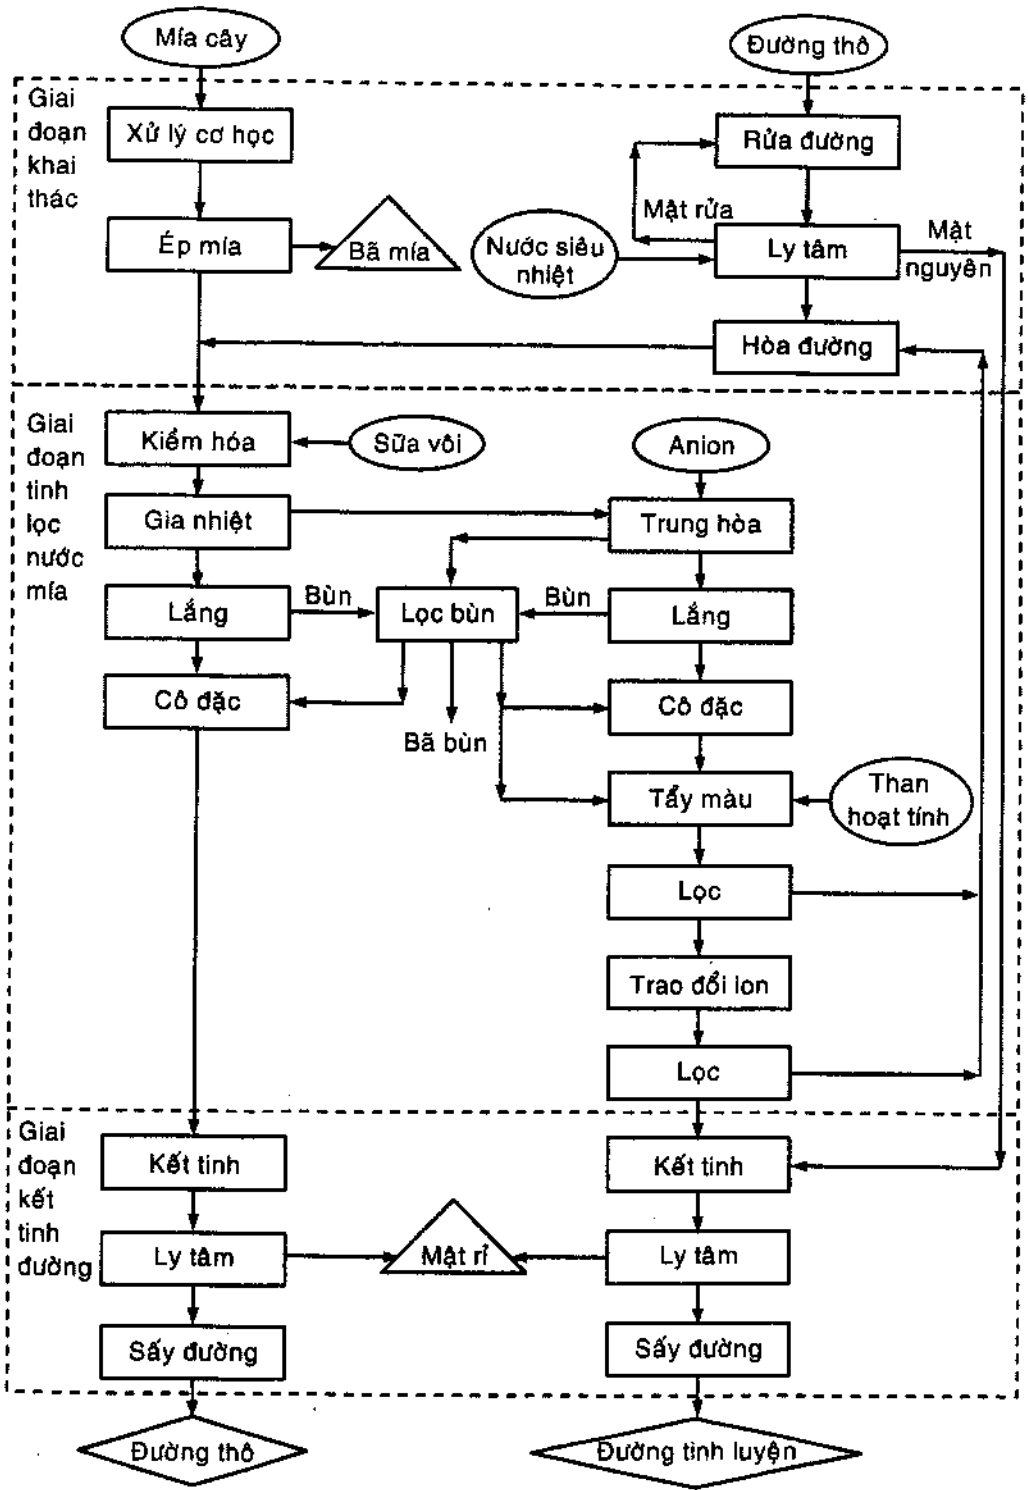 Mía cây
Đường thô
Giai
đoạn
khai
thác
Xử lý cơ học
Rửa đường
Ép mía
Bã mía
Mật rửa
Nước siêu
nhiệt
Ly tâm
Mật
nguyên
Hòa đường
Giai
đoạn
tinh
lọc
nước
mía
Kiềm hóa
Sữa vôi
Anion
Gia nhiệt
Trung hòa
Lắng
Bùn
Lọc bùn
Bùn
Lắng
Cô đặc
Bã bùn
Cô đặc
Tẩy màu
Than
hoạt tính
Lọc
Trao đổi ion
Lọc
Giai
đoạn
kết
tinh
đường
Kết tinh
Kết tinh
Ly tâm
Mật rỉ
Ly tâm
Sấy đường
Sấy đường
Đường thô
Đường tinh luyện